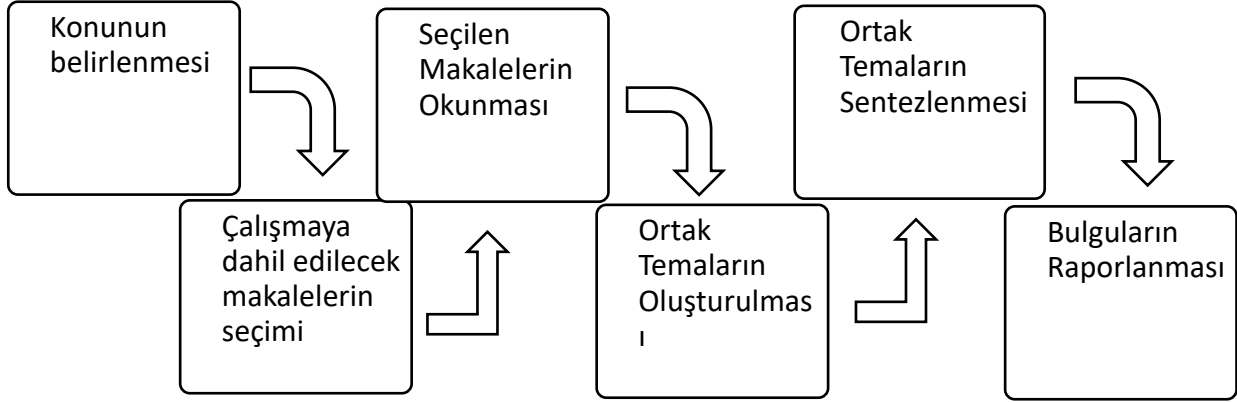 Konunun
belirlenmesi
Çalışmaya
dahil edilecek
makalelerin
seçimi
Seçilen
Makalelerin
Okunması
Ortak
Temaların
Oluşturulmas
ı
Ortak
Temaların
Sentezlenmesi
Bulguların
Raporlanması